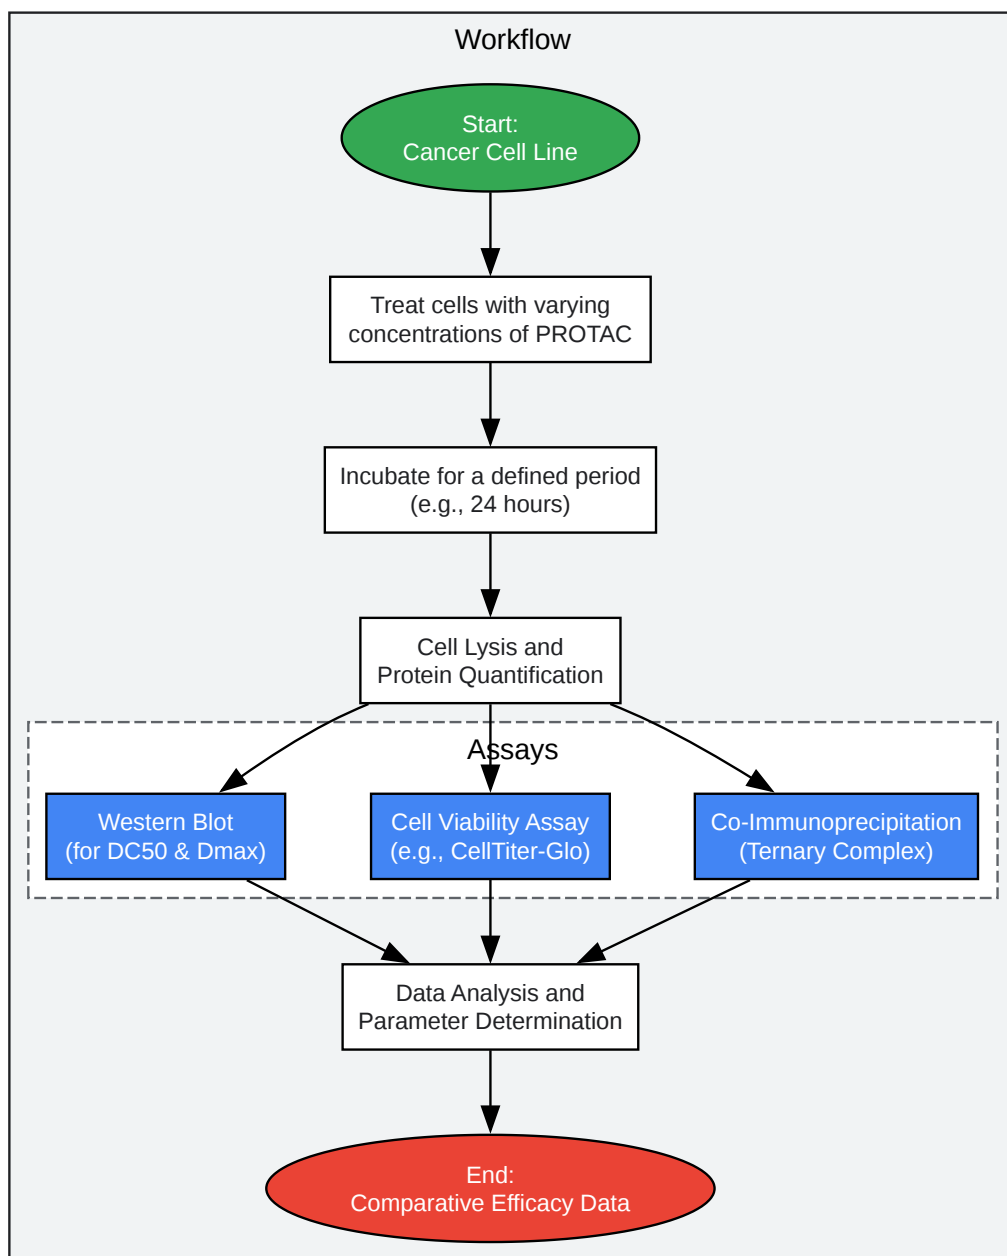 Workflow
Start:
Cancer Cell Line
Treat cells with varying
concentrations of PROTAC
Incubate for a defined period
(e.g., 24 hours)
Cell Lysis and
Protein Quantification
Assays
Western Blot
(for DC50 & Dmax)
Cell Viability Assay
(e.g., CellTiter-Glo)
Co-Immunoprecipitation
(Ternary Complex)
Data Analysis and
Parameter Determination
End:
Comparative Efficacy Data